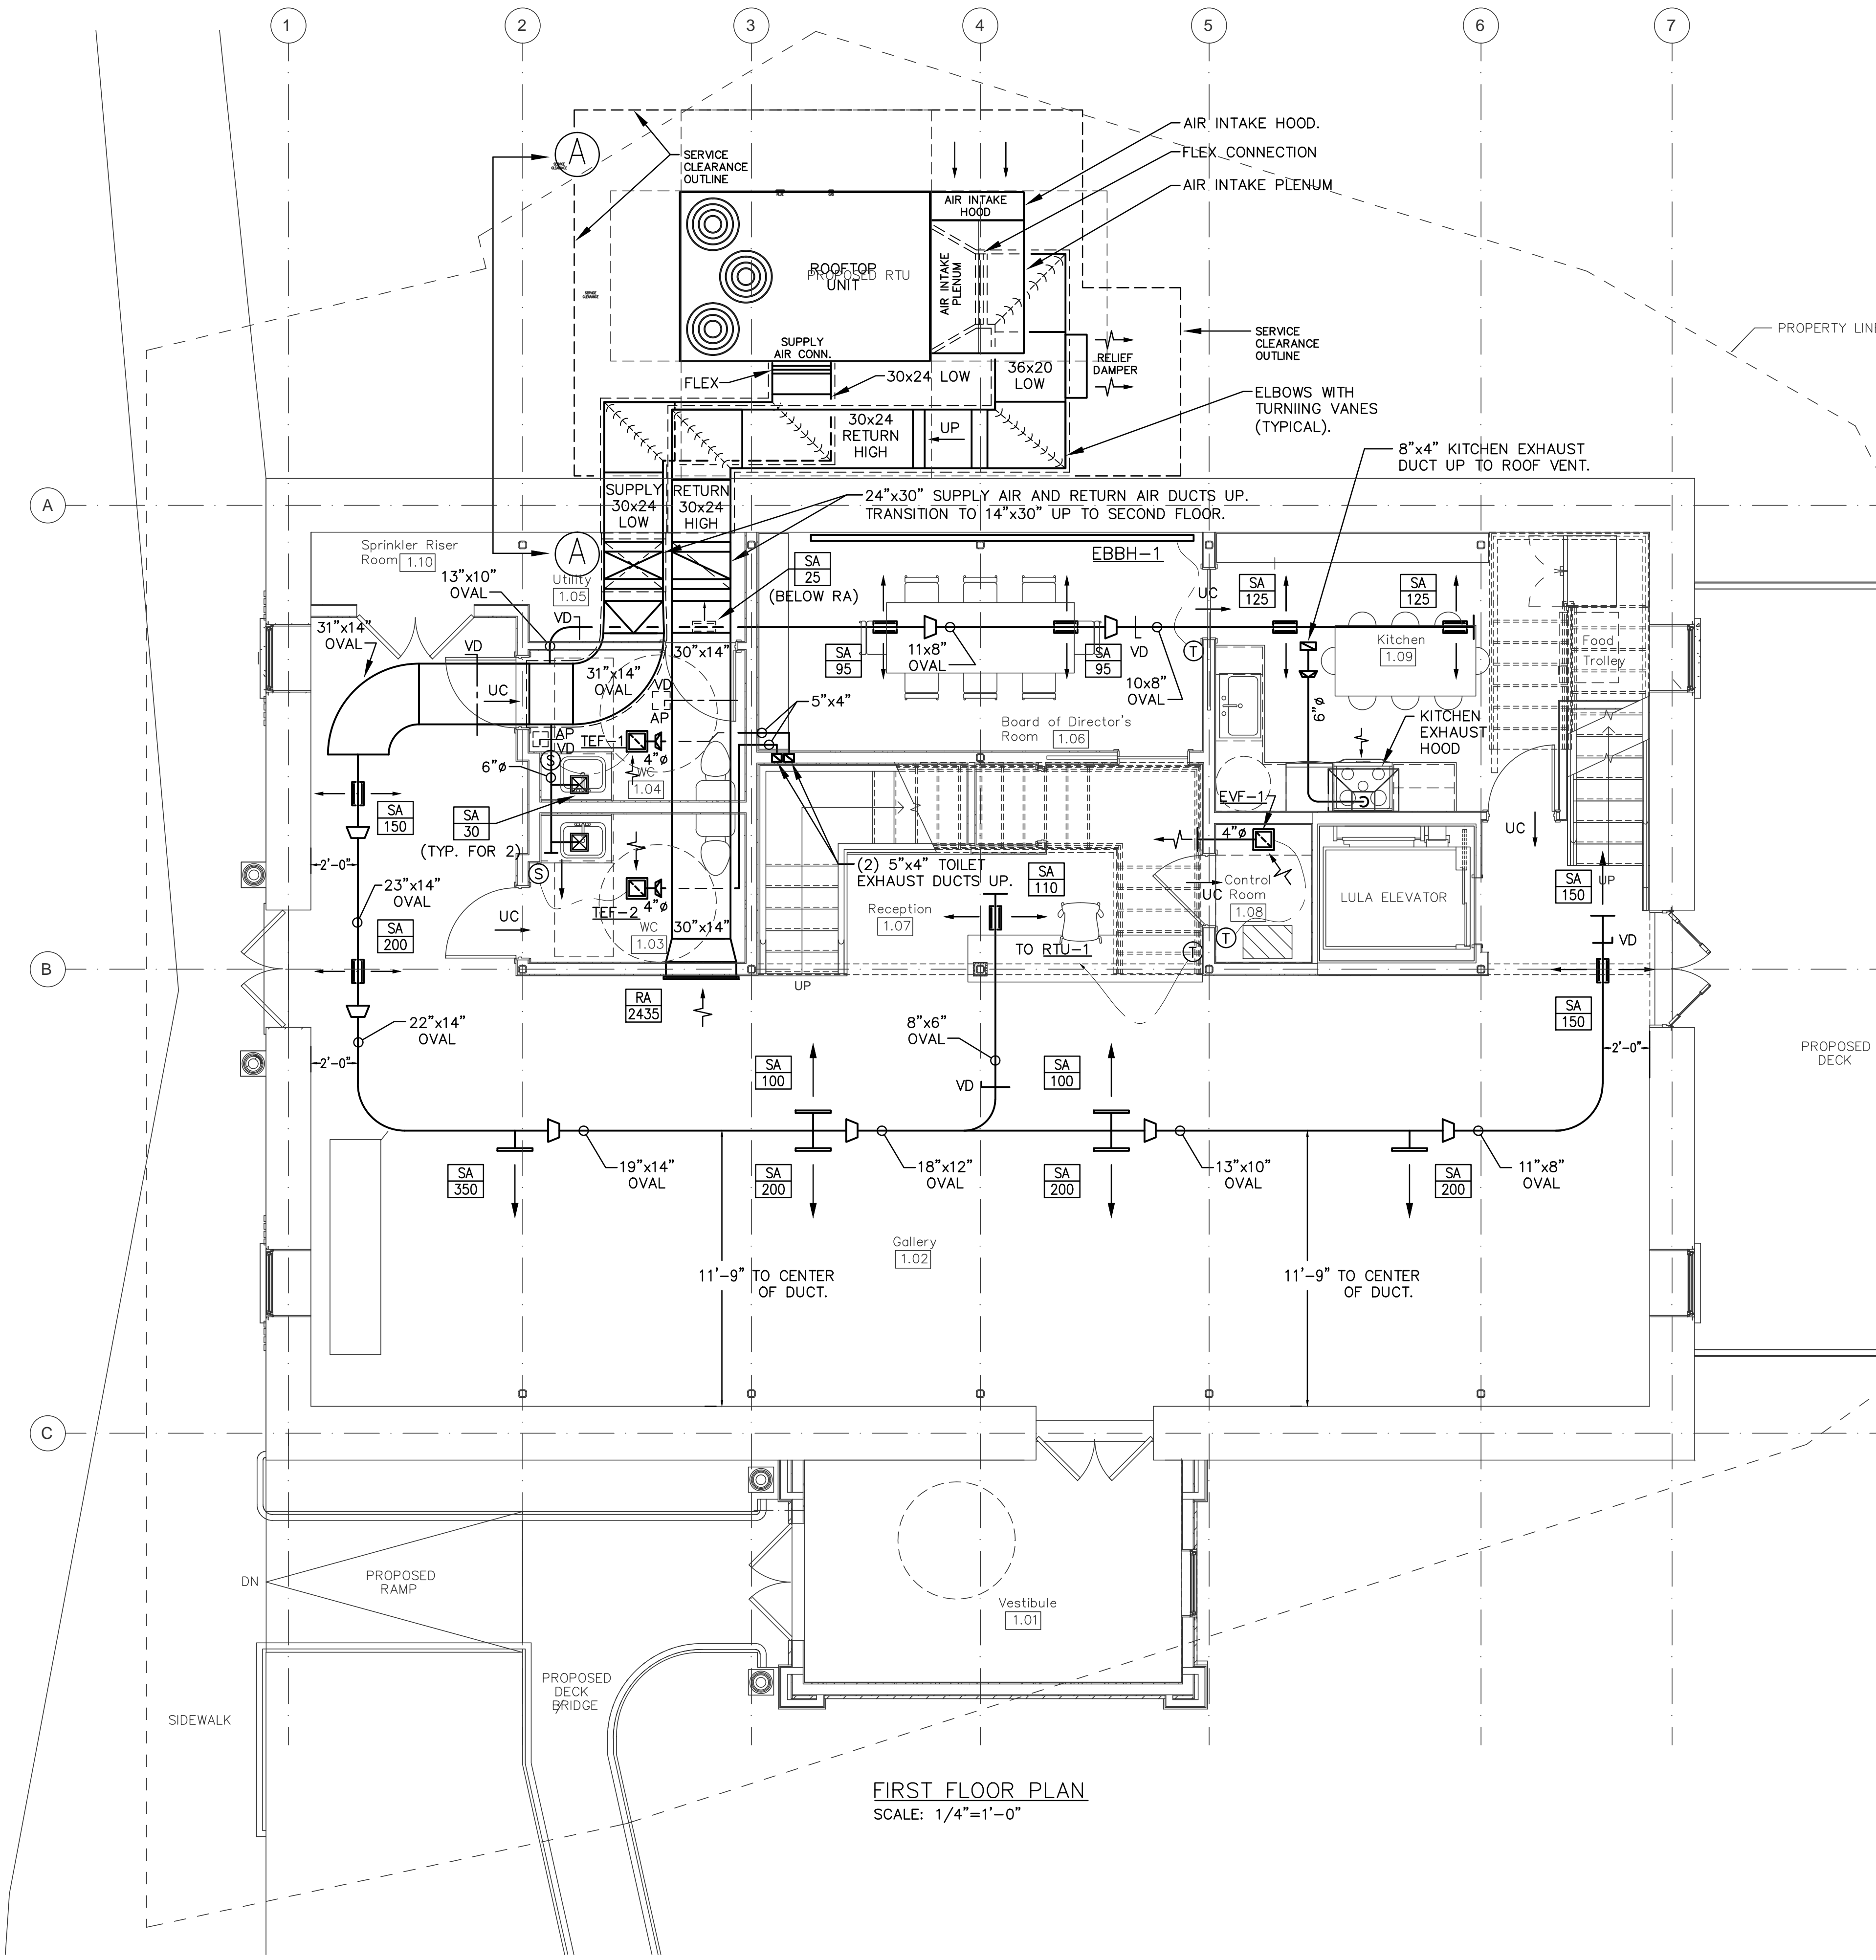 1
2
3
4
5
6
7
A
B
C
A
A
AIR INTAKE HOOD.
FLEX CONNECTION
AIR INTAKE PLENUM
SERVICE
CLEARANCE
OUTLINE
SERVICE
CLEARANCE
SERVICE
CLEARANCE
AIR INTAKE
HOOD
AIR INTAKE
PLENUM
ROOFTOP
UNIT
PROPOSED RTU
SUPPLY
AIR CONN.
FLEX
30x24 LOW
36x20
LOW
RELIEF
DAMPER
SERVICE
CLEARANCE
OUTLINE
PROPERTY LINE
ELBOWS WITH
TURNIING VANES
(TYPICAL).
30x24
RETURN
HIGH
UP
8"x4" KITCHEN EXHAUST
DUCT UP TO ROOF VENT.
SUPPLY
30x24
LOW
RETURN
30x24
HIGH
24"x30" SUPPLY AIR AND RETURN AIR DUCTS UP.
TRANSITION TO 14"x30" UP TO SECOND FLOOR.
Sprinkler Riser
Room 1.10
Utility
1.05
13"x10"
OVAL
VD
31"x14"
OVAL
VD
UC
SA
25
(BELOW RA)
EBBH-1
UC
SA
125
SA
125
SA
95
11x8"
OVAL
SA
95
VD
10x8"
OVAL
T
Kitchen
1.09
Food
Trolley
31"x14"
OVAL
30"x14"
VD
AP
AP
VD
S
TEF-1
4"ø
6"ø
WC
1.04
5"x4"
Board of Director's
Room 1.06
6"ø
KITCHEN
EXHAUST
HOOD
SA
150
SA
30
(TYP. FOR 2)
2'-0"
23"x14"
OVAL
SA
200
S
UC
TEF-2
4"ø
WC
1.03
30"x14"
(2) 5"x4" TOILET
EXHAUST DUCTS UP.
Reception
1.07
SA
110
TO RTU-1
T
EVF-1
4"ø
UC
Control
Room 1.08
T
LULA ELEVATOR
UC
SA
150
UP
VD
SA
150
2'-0"
PROPOSED
DECK
UP
RA
2435
22"x14"
OVAL
2'-0"
8"x6"
OVAL
VD
SA
100
SA
100
SA
350
19"x14"
OVAL
SA
200
18"x12"
OVAL
SA
200
13"x10"
OVAL
SA
200
11"x8"
OVAL
Gallery
1.02
11'-9" TO CENTER
OF DUCT.
11'-9" TO CENTER
OF DUCT.
DN
PROPOSED
RAMP
Vestibule
1.01
PROPOSED
DECK
BRIDGE
SIDEWALK
FIRST FLOOR PLAN
SCALE: 1/4"=1'-0"